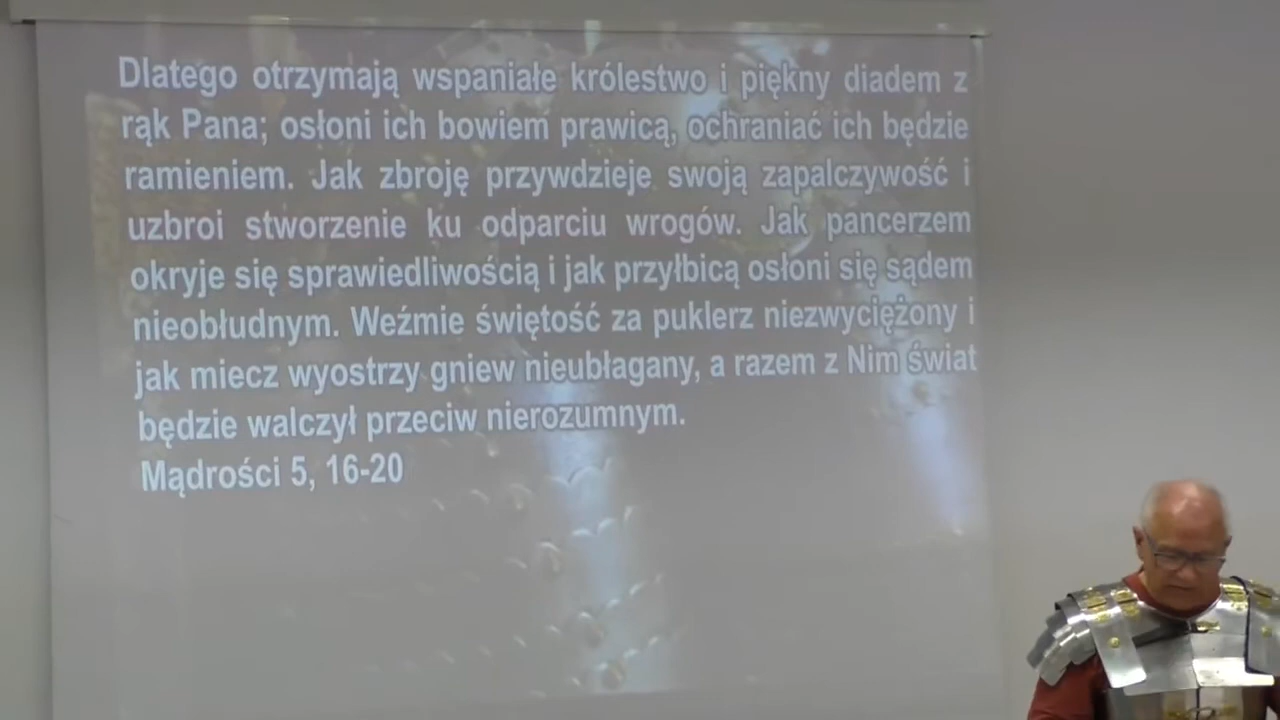 Dlatego otrzymają wspaniałe królestwo i piękny diadem z
rąk Pana; osłoni ich bowiem prawicą, ochraniać ich będzie
ramieniem. Jak zbroję przywdzieje swoją zapalczywość i
uzbroi stworzenie ku odparciu wrogów. Jak pancerzem
okryje się sprawiedliwością i jak przyłbicą osłoni się sądem
nieobłudnym. Weźmie świętość za puklerz niezwyciężony i
jak miecz wyostrzy gniew nieubłagany, a razem z Nim świat
będzie walczył przeciw nierozumnym.
Mądrości 5, 16-20